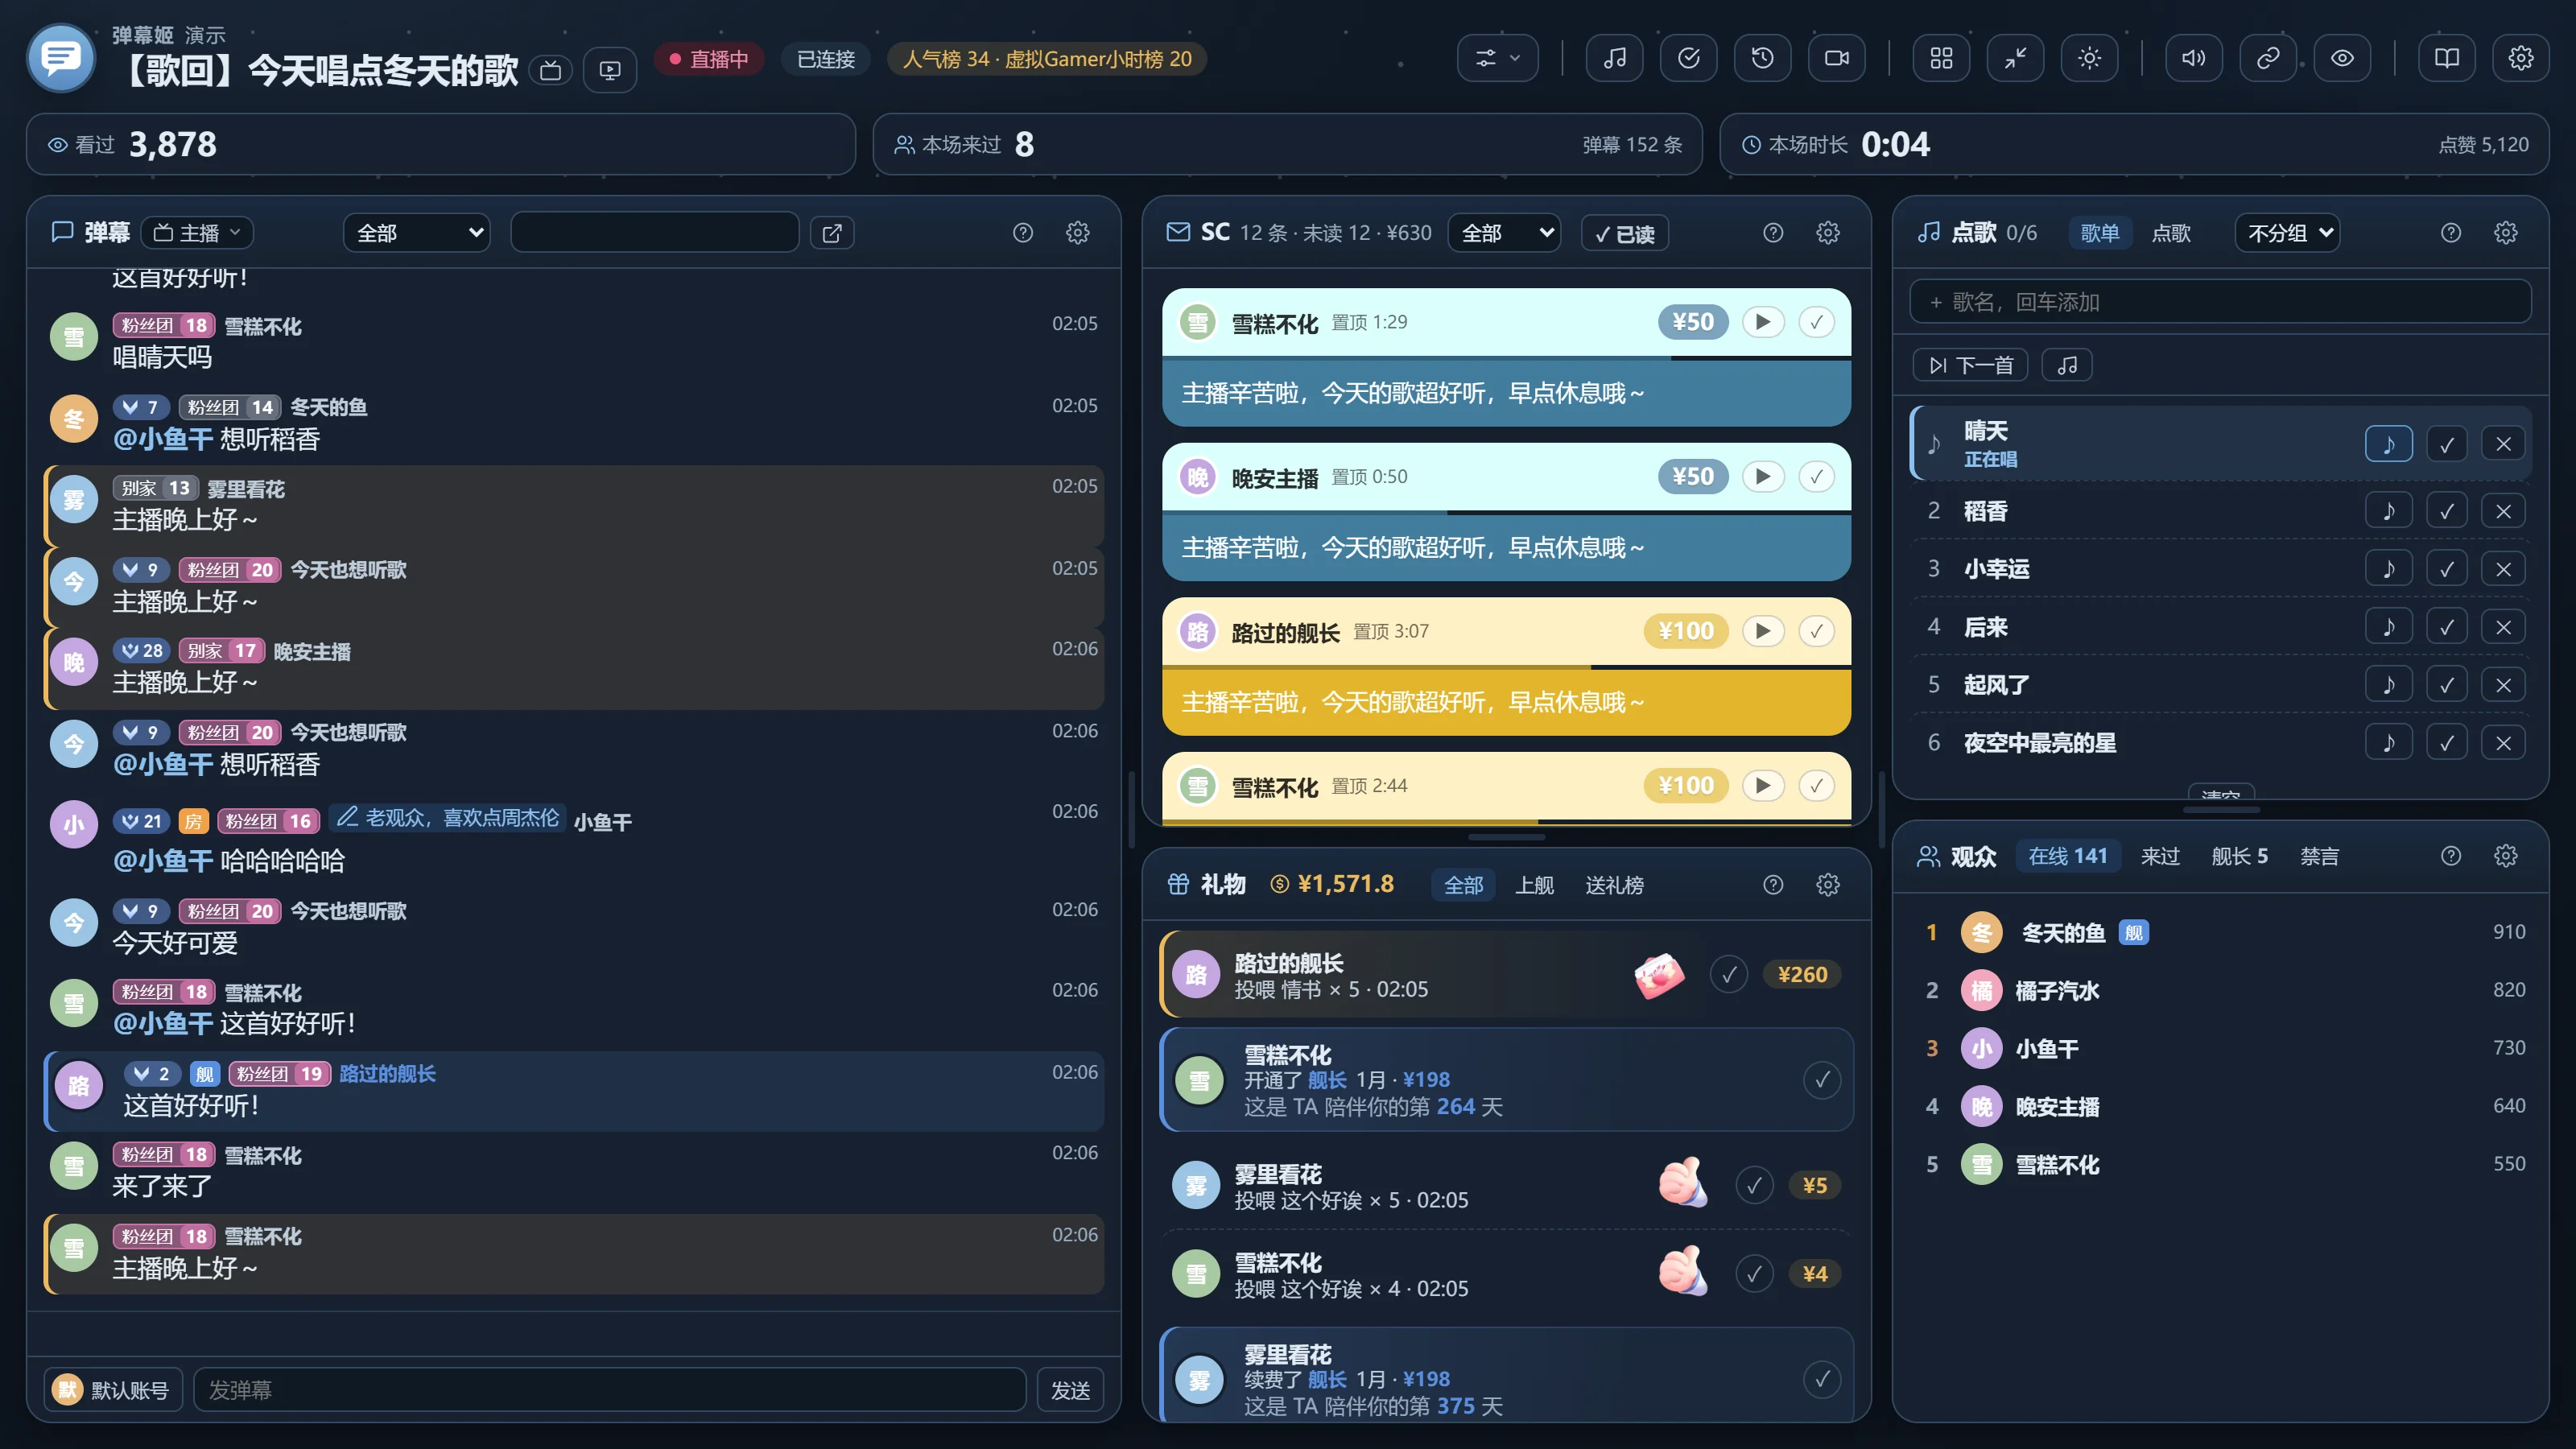 弹幕姬 演示
【歌回】今天唱点冬天的歌
直播中
已连接
人气榜 34 · 虚拟Gamer小时榜 20
看过 3,878
本场来过 8
弹幕 152 条
本场时长 0:04
点赞 5,120
弹幕
主播
全部
这首好好听！
雪
粉丝团 18 雪糕不化 02:05
唱晴天吗
冬
7 粉丝团 14 冬天的鱼 02:05
@小鱼干 想听稻香
雾
别家 13 雾里看花 02:05
主播晚上好～
今
9 粉丝团 20 今天也想听歌 02:05
主播晚上好～
晚
28 别家 17 晚安主播 02:06
主播晚上好～
今
9 粉丝团 20 今天也想听歌 02:06
@小鱼干 想听稻香
小
21 房 粉丝团 16 老观众，喜欢点周杰伦 小鱼干 02:06
@小鱼干 哈哈哈哈哈
今
9 粉丝团 20 今天也想听歌 02:06
今天好可爱
雪
粉丝团 18 雪糕不化 02:06
@小鱼干 这首好好听！
路
2 舰 粉丝团 19 路过的舰长 02:06
这首好好听！
雪
粉丝团 18 雪糕不化 02:06
来了来了
雪
粉丝团 18 雪糕不化 02:06
主播晚上好～
默 默认账号
发弹幕
发送
SC 12 条 · 未读 12 · ¥630
全部
✓已读
雪 雪糕不化 置顶 1:29 ¥50
主播辛苦啦，今天的歌超好听，早点休息哦～
晚 晚安主播 置顶 0:50 ¥50
主播辛苦啦，今天的歌超好听，早点休息哦～
路 路过的舰长 置顶 3:07 ¥100
主播辛苦啦，今天的歌超好听，早点休息哦～
雪 雪糕不化 置顶 2:44 ¥100
礼物 ¥1,571.8
全部 上舰 送礼榜
路 路过的舰长
投喂 情书 × 5 · 02:05
¥260
雪 雪糕不化
开通了 舰长 1月 · ¥198
这是 TA 陪伴你的第 264 天
雾 雾里看花
投喂 这个好诶 × 5 · 02:05
¥5
雪 雪糕不化
投喂 这个好诶 × 4 · 02:05
¥4
雾 雾里看花
续费了 舰长 1月 · ¥198
这是 TA 陪伴你的第 375 天
点歌 0/6
歌单 点歌
不分组
+ 歌名，回车添加
下一首
晴天
正在唱
2 稻香
3 小幸运
4 后来
5 起风了
6 夜空中最亮的星
清空
观众
在线 141 来过 舰长 5 禁言
1 冬 冬天的鱼 舰 910
2 橘 橘子汽水 820
3 小 小鱼干 730
4 晚 晚安主播 640
5 雪 雪糕不化 550